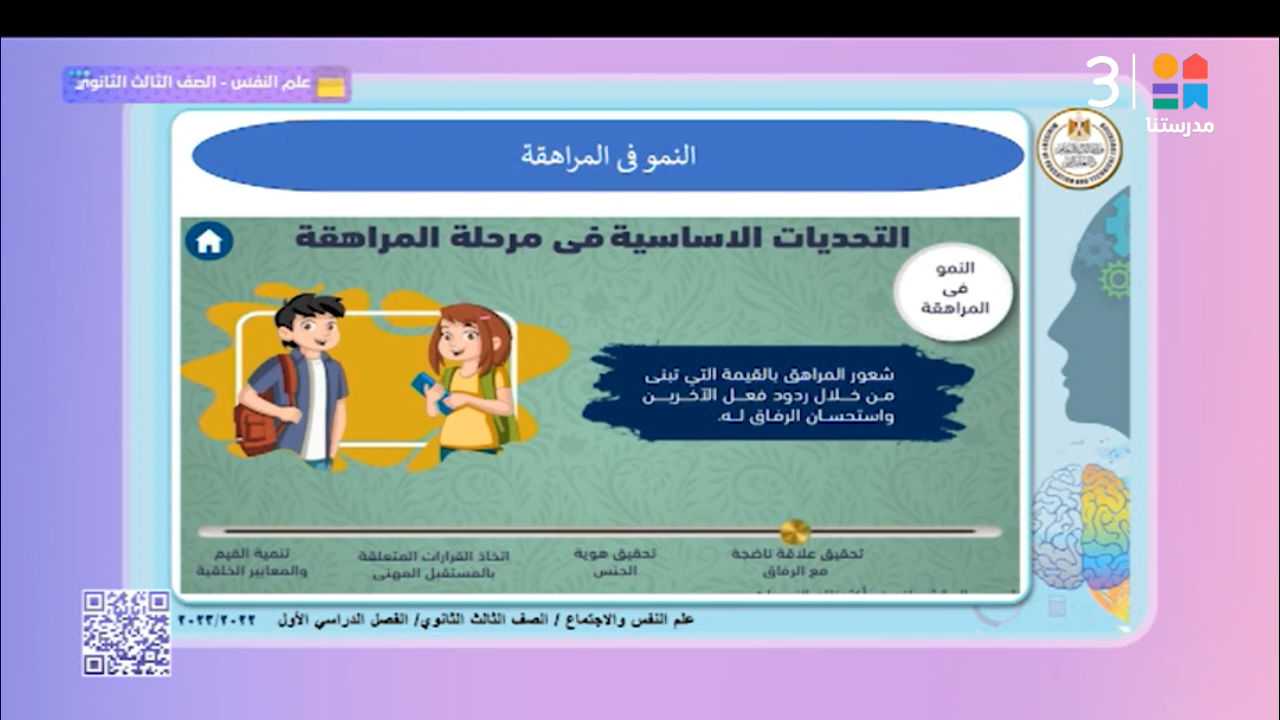 علم النفس - الصف الثالث الثانوي
3
مدرستنا
النمو فى المراهقة
التحديات الاساسية فى مرحلة المراهقة
النمو
فى
المراهقة
شعور المراهق بالقيمة التي تبنى
من خلال ردود فعل الآخرين
واستحسان الرفاق له.
تحقيق علاقة ناضجة
مع الرفاق
تحقيق هوية
الجنس
اتخاذ القرارات المتعلقة
بالمستقبل المهنى
تنمية القيم
والمعايير الخلقية
علم النفس والاجتماع / الصف الثالث الثانوي/ الفصل الدراسي الأول ٢٠٢٣/٢٠٢٢